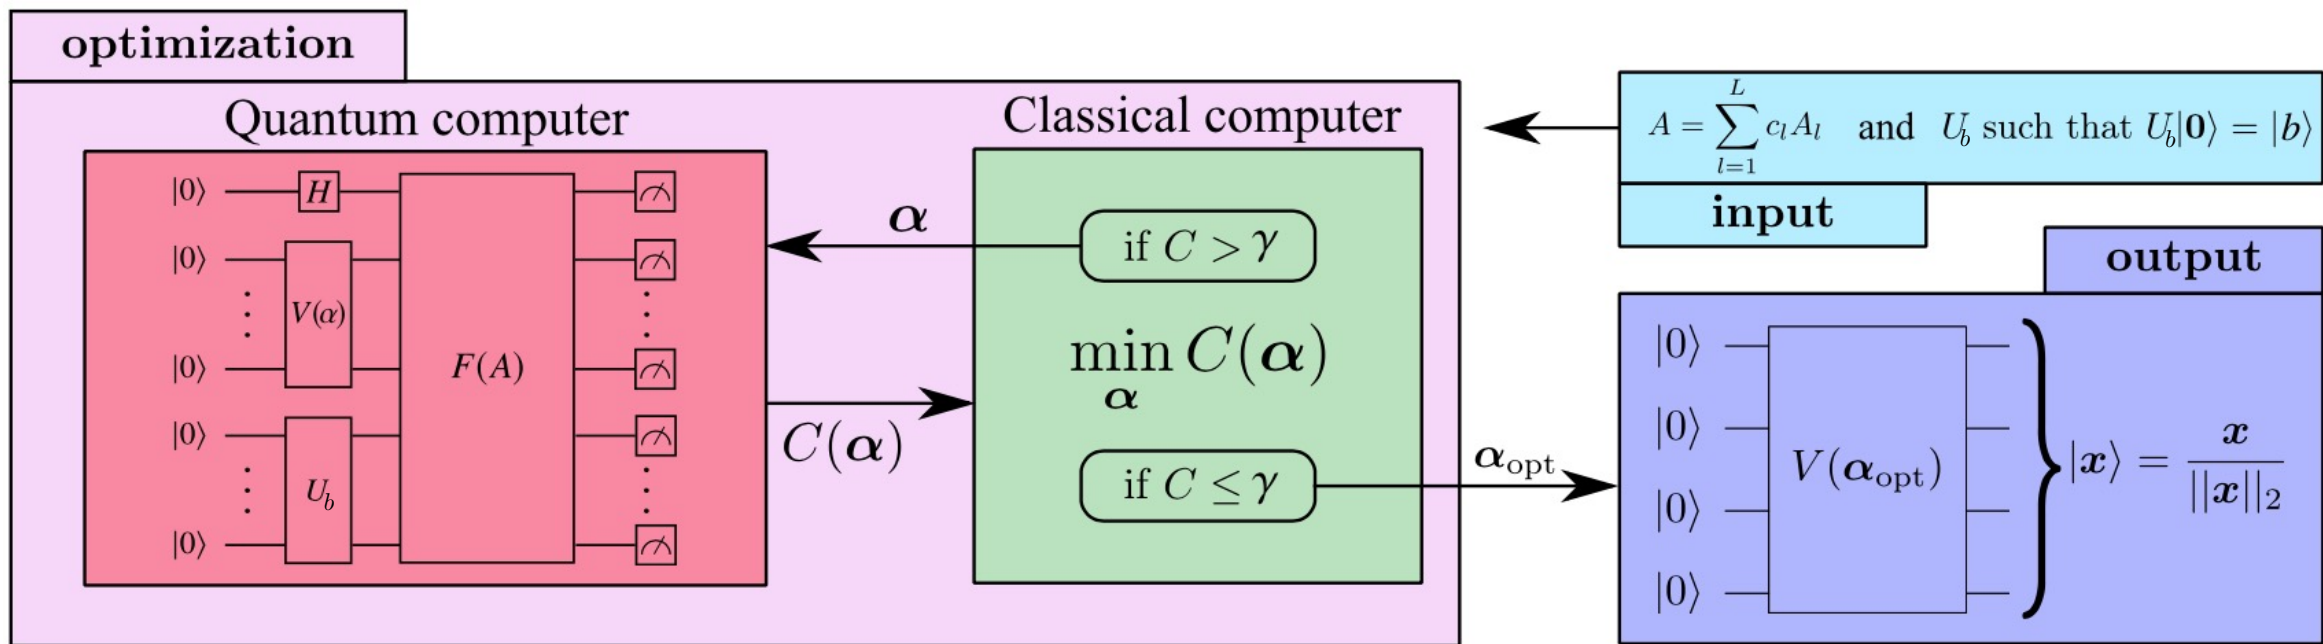 optimization
Quantum computer
|0⟩ H
|0⟩
⋮ V(α) ⋮
|0⟩
F(A)
|0⟩
⋮ U_b ⋮
|0⟩
α
C(α)
Classical computer
if C > γ
min_α C(α)
if C ≤ γ
α_opt
A = ∑_{l=1}^{L} c_l A_l and U_b such that U_b|0⟩ = |b⟩
input
output
|0⟩
|0⟩
|0⟩
|0⟩
V(α_opt)
|x⟩ = x / ||x||_2